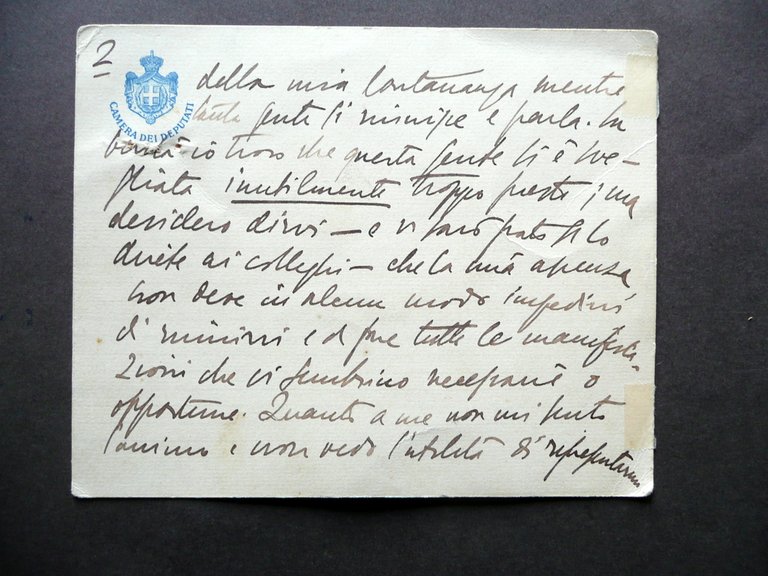 2
CAMERA DEI DEPUTATI
della mia lontananza mentre
tanta gente si riunisce e parla. In
verità io trovo che questa gente si è sve-
gliata inutilmente troppo presto; ma
desidero dirvi — e vi sarò grato se lo
direte ai colleghi — che la mia assenza
non deve in alcun modo impedirvi
di riunirvi e di fare tutte le manifesta-
zioni che vi sembrino necessarie o
opportune. Quanto a me non mi sento
l'animo e non vedo l'utilità di